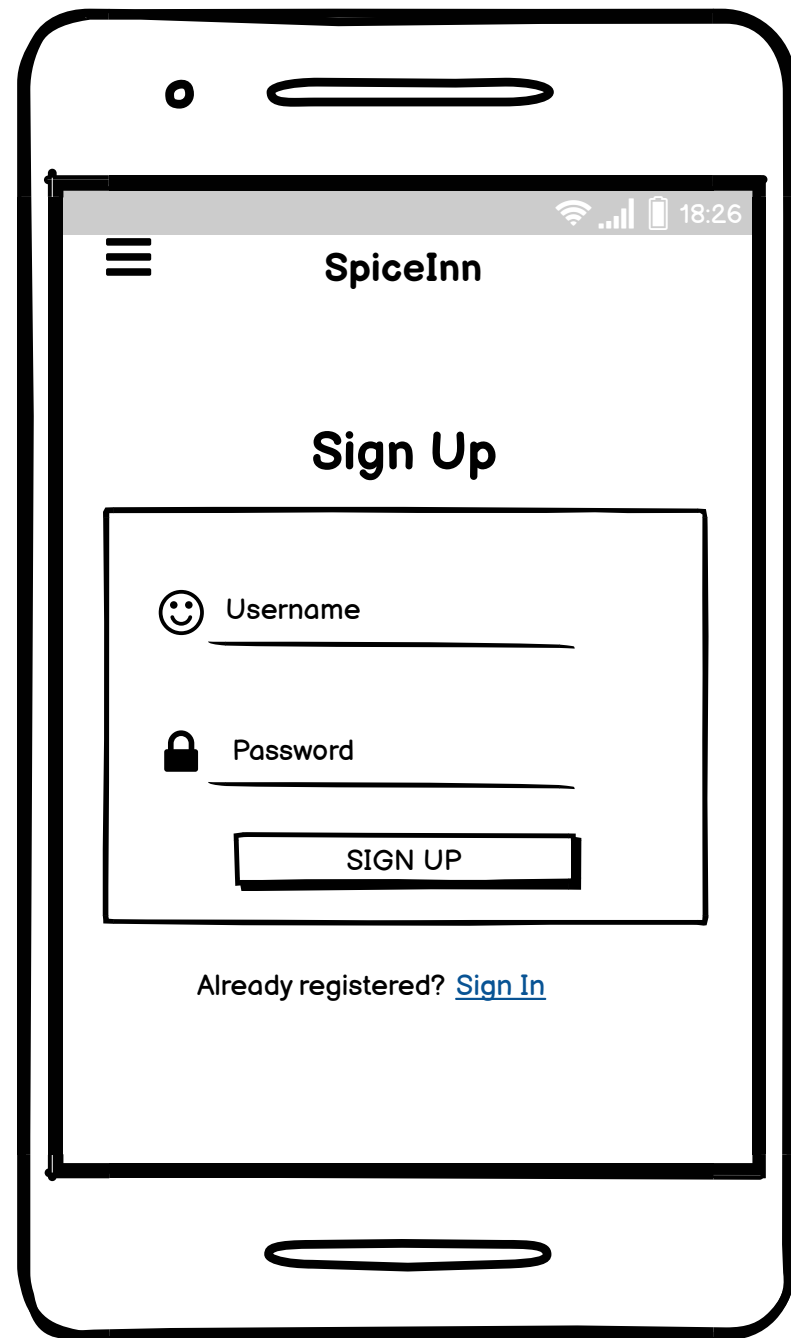 18:26
SpiceInn
Sign Up
Username
Password
SIGN UP
Already registered? Sign In